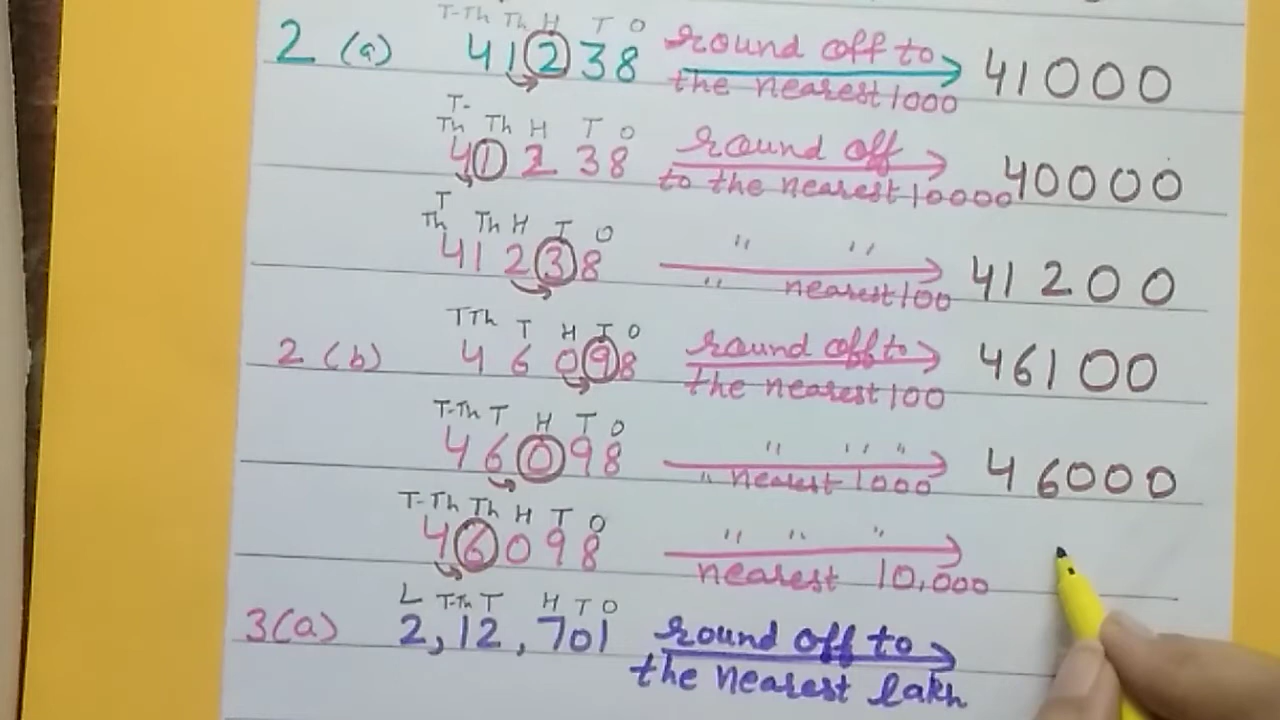 T-Th Th H T O
2 (a) 41238 round off to the nearest 1000 41000
T-Th Th H T O
41238 round off to the nearest 10000 40000
T Th Th H T O
41238 " " " nearest 100 41200
TTh T H T O
2 (b) 46098 round off to the nearest 100 46100
T-Th T H T O
46098 " " " " nearest 1000 46000
T-Th Th H T O
46098 " " " nearest 10,000
L T-Th T H T O
3(a) 2,12,701 round off to the nearest lakh